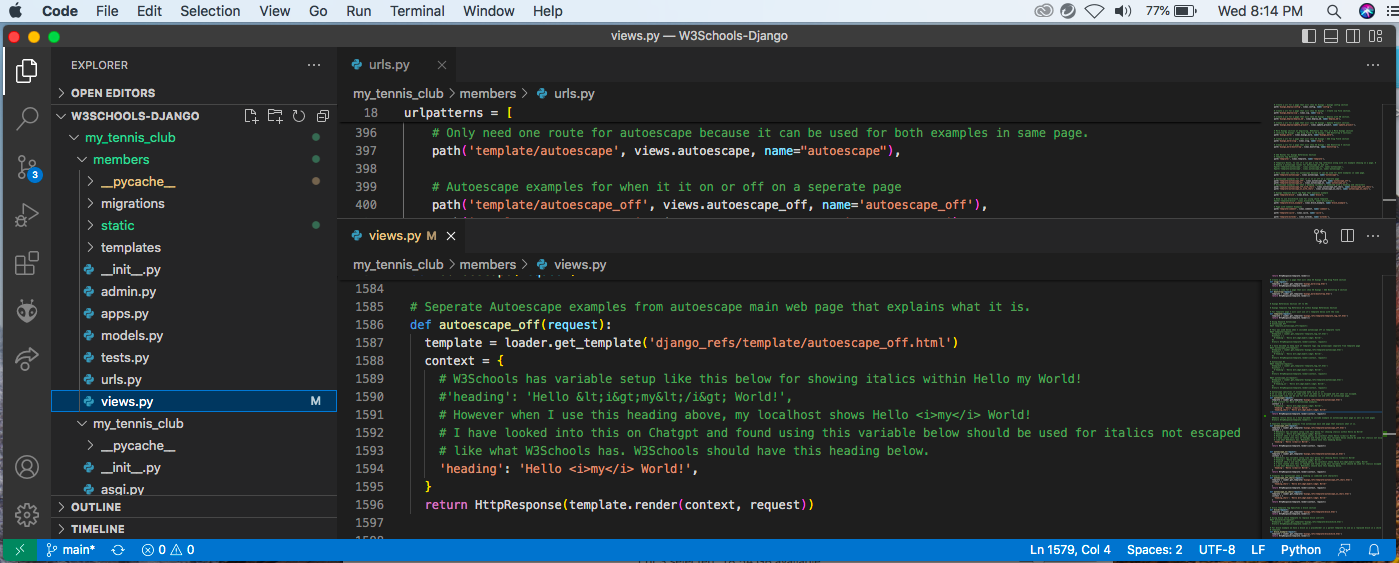 Code File Edit Selection View Go Run Terminal Window Help 77% Wed 8:14 PM
views.py — W3Schools-Django
EXPLORER
OPEN EDITORS
W3SCHOOLS-DJANGO
my_tennis_club
members
__pycache__
migrations
static
templates
__init__.py
admin.py
apps.py
models.py
tests.py
urls.py
views.py M
my_tennis_club
__pycache__
__init__.py
asgi.py
OUTLINE
TIMELINE
3
urls.py
my_tennis_club > members > urls.py
18 urlpatterns = [
396 # Only need one route for autoescape because it can be used for both examples in same page.
397 path('template/autoescape', views.autoescape, name="autoescape"),
398
399 # Autoescape examples for when it it on or off on a seperate page
400 path('template/autoescape_off', views.autoescape_off, name='autoescape_off'),
views.py M
my_tennis_club > members > views.py
1584
1585 # Seperate Autoescape examples from autoescape main web page that explains what it is.
1586 def autoescape_off(request):
1587 template = loader.get_template('django_refs/template/autoescape_off.html')
1588 context = {
1589 # W3Schools has variable setup like this below for showing italics within Hello my World!
1590 #'heading': 'Hello &lt;i&gt;my&lt;/i&gt; World!',
1591 # However when I use this heading above, my localhost shows Hello <i>my</i> World!
1592 # I have looked into this on Chatgpt and found using this variable below should be used for italics not escaped
1593 # like what W3Schools has. W3Schools should have this heading below.
1594 'heading': 'Hello <i>my</i> World!',
1595 }
1596 return HttpResponse(template.render(context, request))
1597
main* 0 0 Ln 1579, Col 4 Spaces: 2 UTF-8 LF Python